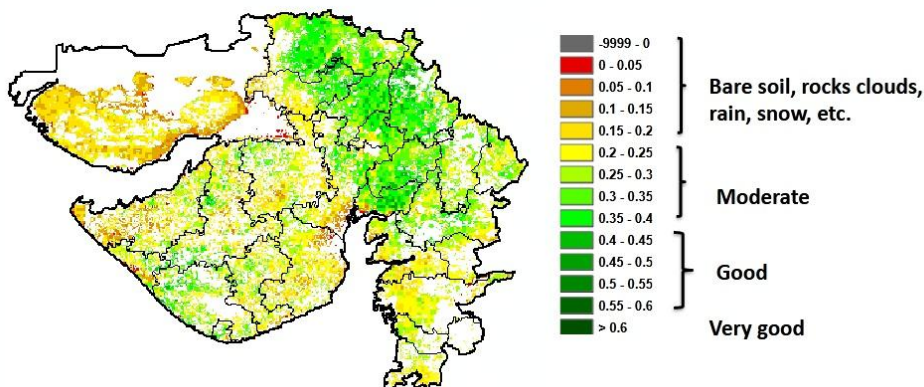 -9999 - 0
0 - 0.05
0.05 - 0.1
0.1 - 0.15
0.15 - 0.2
0.2 - 0.25
0.25 - 0.3
0.3 - 0.35
0.35 - 0.4
0.4 - 0.45
0.45 - 0.5
0.5 - 0.55
0.55 - 0.6
> 0.6
Bare soil, rocks clouds,
rain, snow, etc.
Moderate
Good
Very good